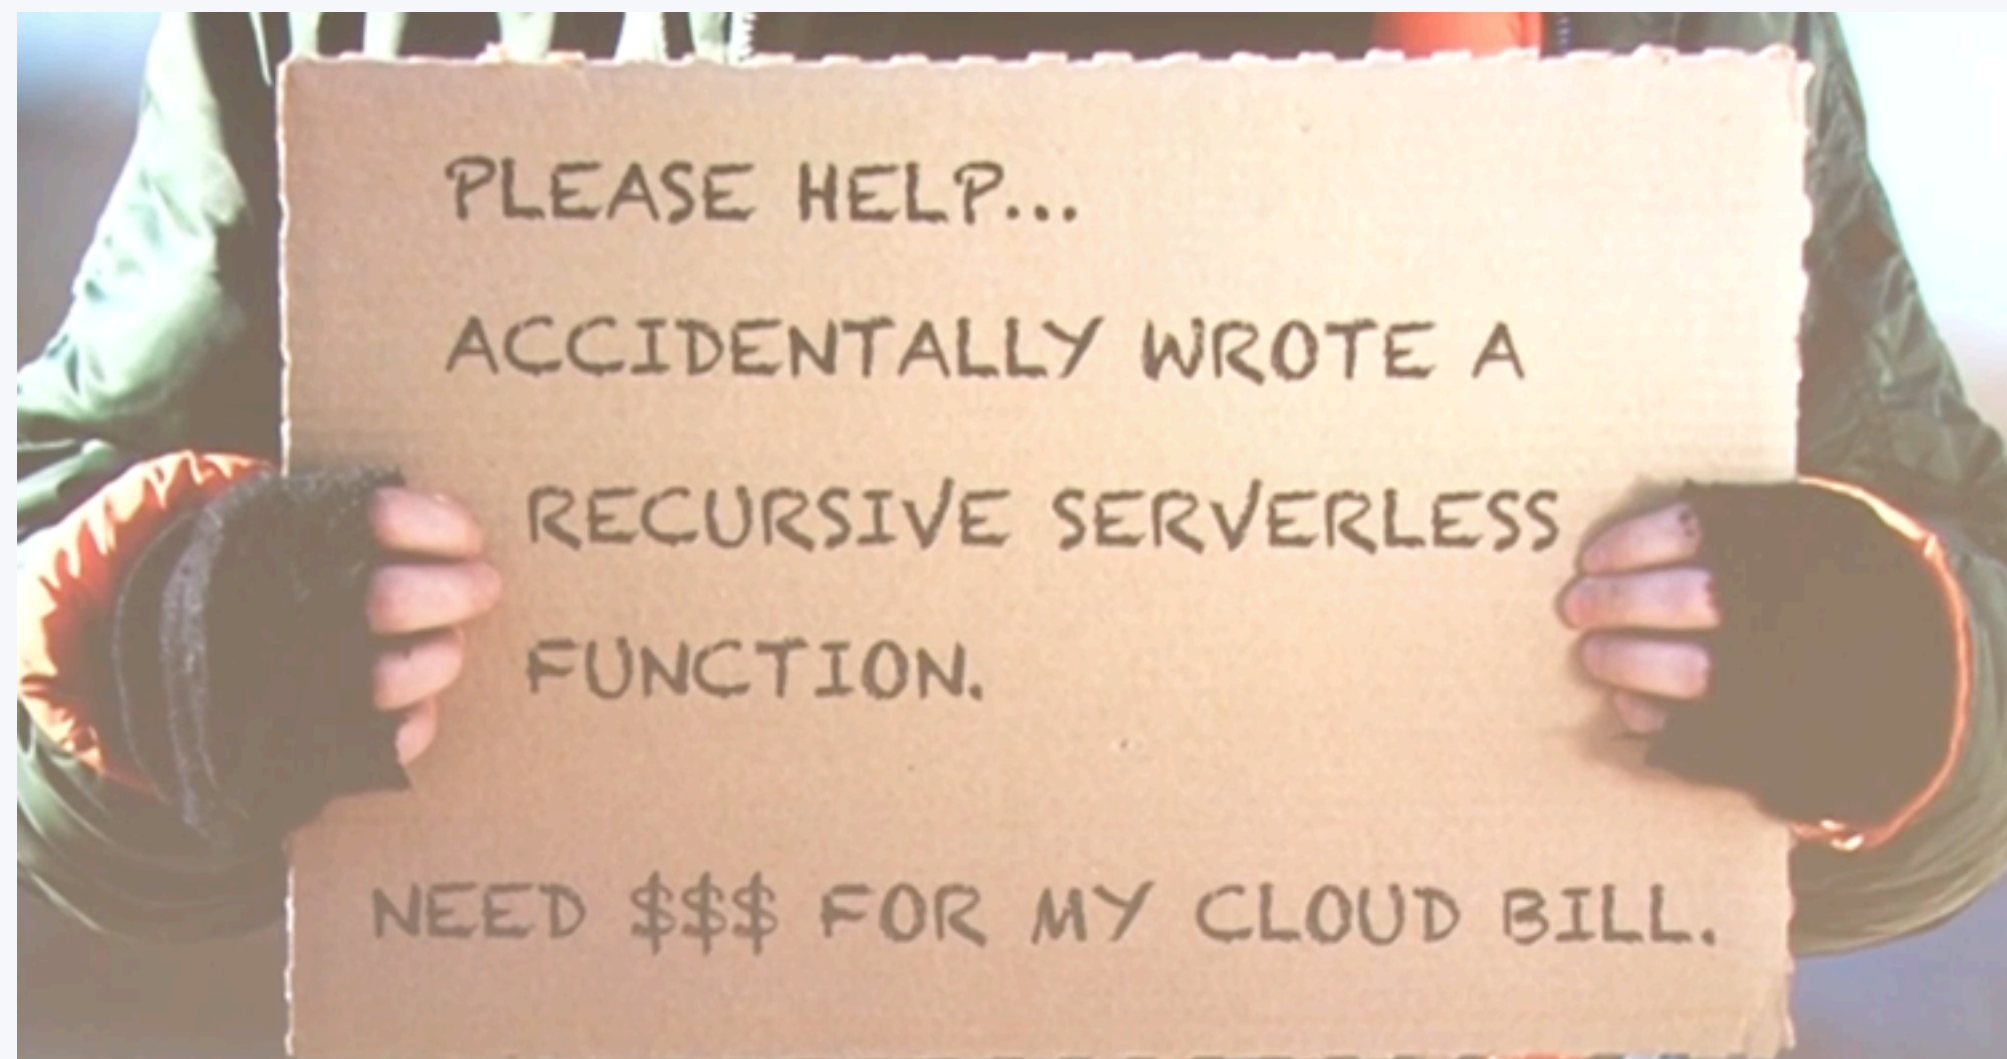 PLEASE HELP...
ACCIDENTALLY WROTE A
RECURSIVE SERVERLESS
FUNCTION.
NEED $$$ FOR MY CLOUD BILL.